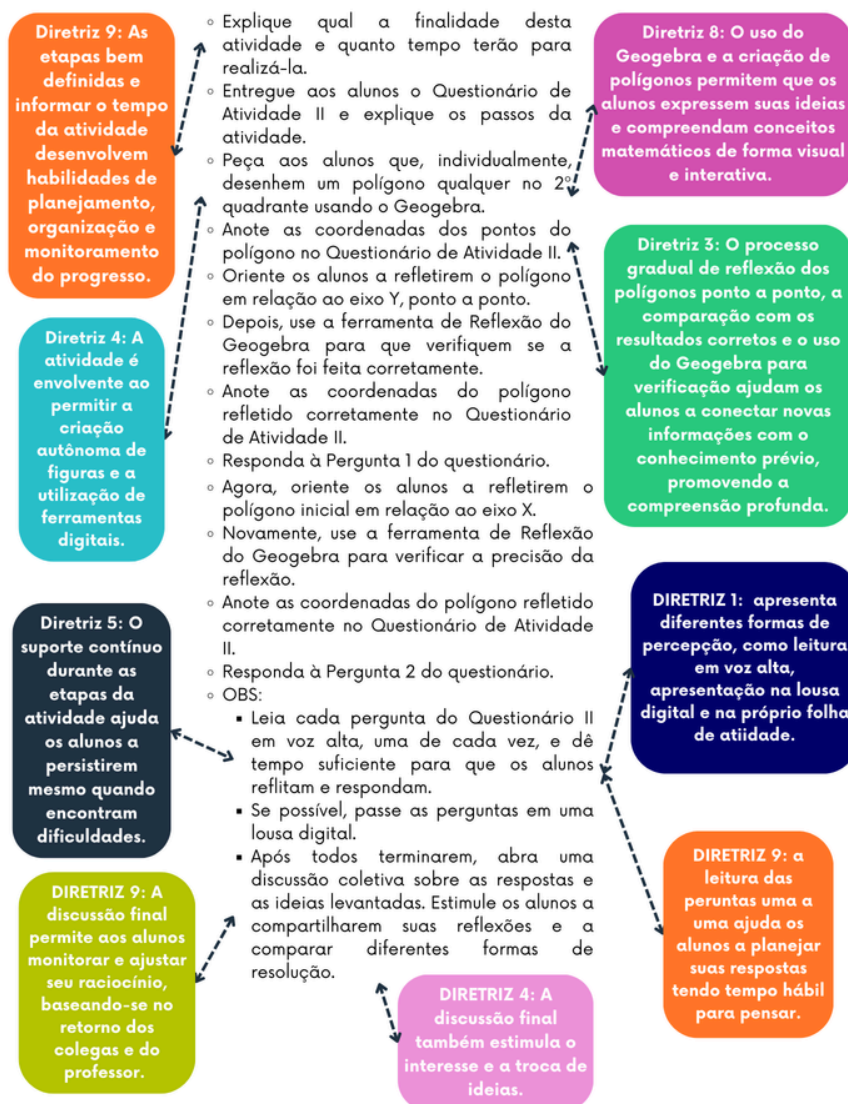 Diretriz 9: As
etapas bem
definidas e
informar o tempo
da atividade
desenvolvem
habilidades de
planejamento,
organização e
monitoramento
do progresso.
Diretriz 4: A
atividade é
envolvente ao
permitir a
criação
autônoma de
figuras e a
utilização de
ferramentas
digitais.
Diretriz 5: O
suporte contínuo
durante as
etapas da
atividade ajuda
os alunos a
persistirem
mesmo quando
encontram
dificuldades.
DIRETRIZ 9: A
discussão final
permite aos alunos
monitorar e ajustar
seu raciocínio,
baseando-se no
retorno dos
colegas e do
professor.
Explique qual a finalidade desta
atividade e quanto tempo terão para
realizá-la.
Entregue aos alunos o Questionário de
Atividade II e explique os passos da
atividade.
Peça aos alunos que, individualmente,
desenhem um polígono qualquer no 2°
quadrante usando o Geogebra.
Anote as coordenadas dos pontos do
polígono no Questionário de Atividade II.
Oriente os alunos a refletirem o polígono
em relação ao eixo Y, ponto a ponto.
Depois, use a ferramenta de Reflexão do
Geogebra para que verifiquem se a
reflexão foi feita corretamente.
Anote as coordenadas do polígono
refletido corretamente no Questionário
de Atividade II.
Responda à Pergunta 1 do questionário.
Agora, oriente os alunos a refletirem o
polígono inicial em relação ao eixo X.
Novamente, use a ferramenta de Reflexão
do Geogebra para verificar a precisão da
reflexão.
Anote as coordenadas do polígono refletido
corretamente no Questionário de Atividade
II.
Responda à Pergunta 2 do questionário.
OBS:
Leia cada pergunta do Questionário II
em voz alta, uma de cada vez, e dê
tempo suficiente para que os alunos
reflitam e respondam.
Se possível, passe as perguntas em uma
lousa digital.
Após todos terminarem, abra uma
discussão coletiva sobre as respostas e
as ideias levantadas. Estimule os alunos a
compartilharem suas reflexões e a
comparar diferentes formas de
resolução.
Diretriz 8: O uso do
Geogebra e a criação de
polígonos permitem que os
alunos expressem suas ideias
e compreendam conceitos
matemáticos de forma visual
e interativa.
Diretriz 3: O processo
gradual de reflexão dos
polígonos ponto a ponto, a
comparação com os
resultados corretos e o uso
do Geogebra para
verificação ajudam os
alunos a conectar novas
informações com o
conhecimento prévio,
promovendo a
compreensão profunda.
DIRETRIZ 1: apresenta
diferentes formas de
percepção, como leitura
em voz alta,
apresentação na lousa
digital e na próprio folha
de atiidade.
DIRETRIZ 9: a
leitura das
peruntas uma a
uma ajuda os
alunos a planejar
suas respostas
tendo tempo hábil
para pensar.
DIRETRIZ 4: A
discussão final
também estimula o
interesse e a troca de
ideias.